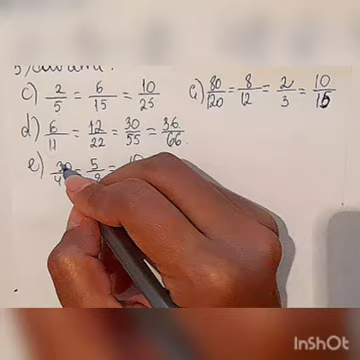 c) 2/5 = 6/15 = 10/25
d) 6/11 = 12/22 = 30/55 = 36/66
e) = 5/
80/120 = 8/12 = 2/3 = 10/15
InShOt